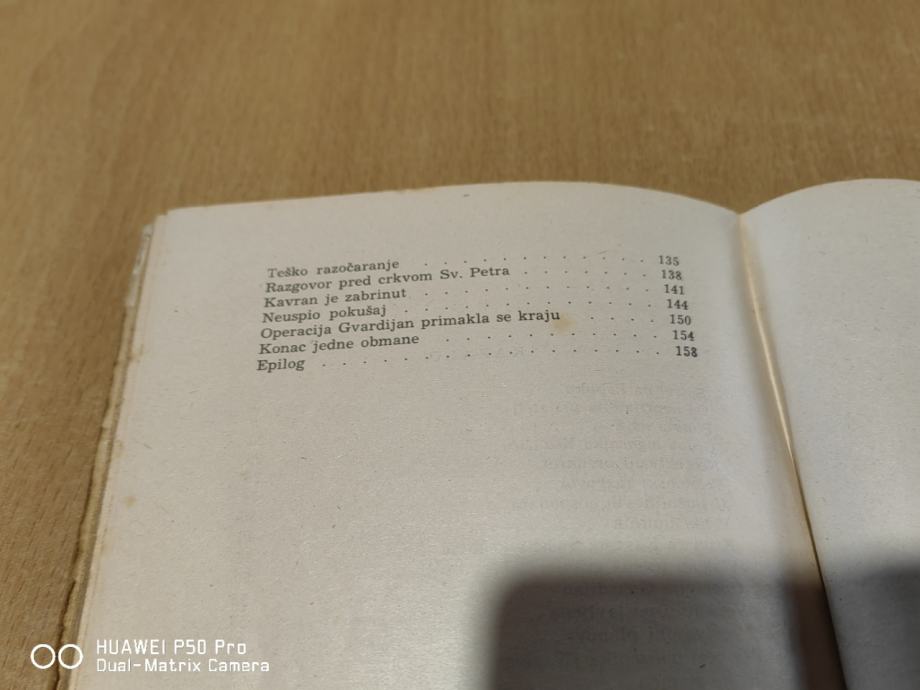 Teško razočaranje . . . . . . . . . 135
Razgovor pred crkvom Sv. Petra . . . . . . 138
Kavran je zabrinut . . . . . . . . . 141
Neuspio pokušaj . . . . . . . . . . 144
Operacija Gvardijan primakla se kraju . . . . 150
Konac jedne obmane . . . . . . . . . 154
Epilog . . . . . . . . . . . . . 158
HUAWEI P50 Pro
Dual-Matrix Camera